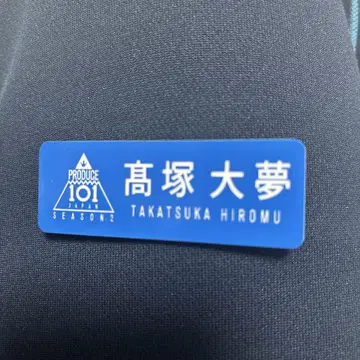 PRODUCE
101
JAPAN
SEASON2
髙塚 大夢
TAKATSUKA HIROMU